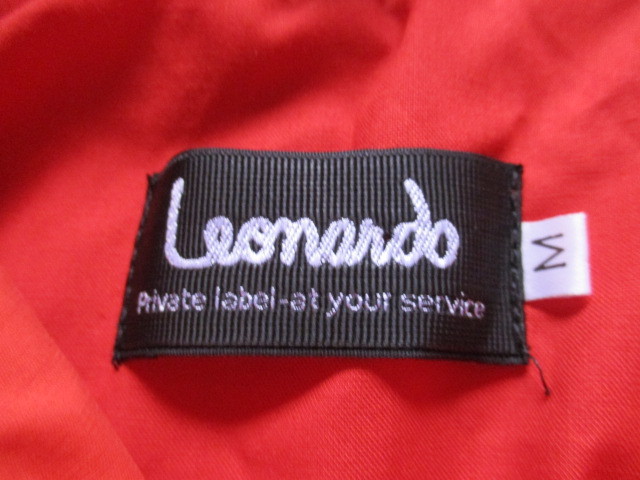 Leonardo
Private label-at your service
M